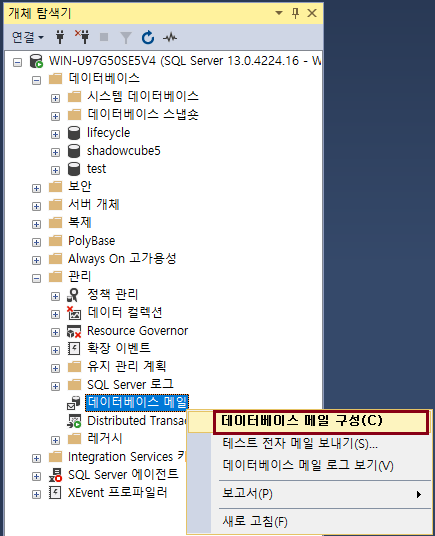 개체 탐색기
연결
WIN-U97G50SE5V4 (SQL Server 13.0.4224.16 - W
데이터베이스
시스템 데이터베이스
데이터베이스 스냅숏
lifecycle
shadowcube5
test
보안
서버 개체
복제
PolyBase
Always On 고가용성
관리
정책 관리
데이터 컬렉션
Resource Governor
확장 이벤트
유지 관리 계획
SQL Server 로그
데이터베이스 메일
데이터베이스 메일 구성(C)
Distributed Transac
레거시
테스트 전자 메일 보내기(S)...
Integration Services 카
데이터베이스 메일 로그 보기(V)
SQL Server 에이전트
XEvent 프로파일러
보고서(P)
새로 고침(F)